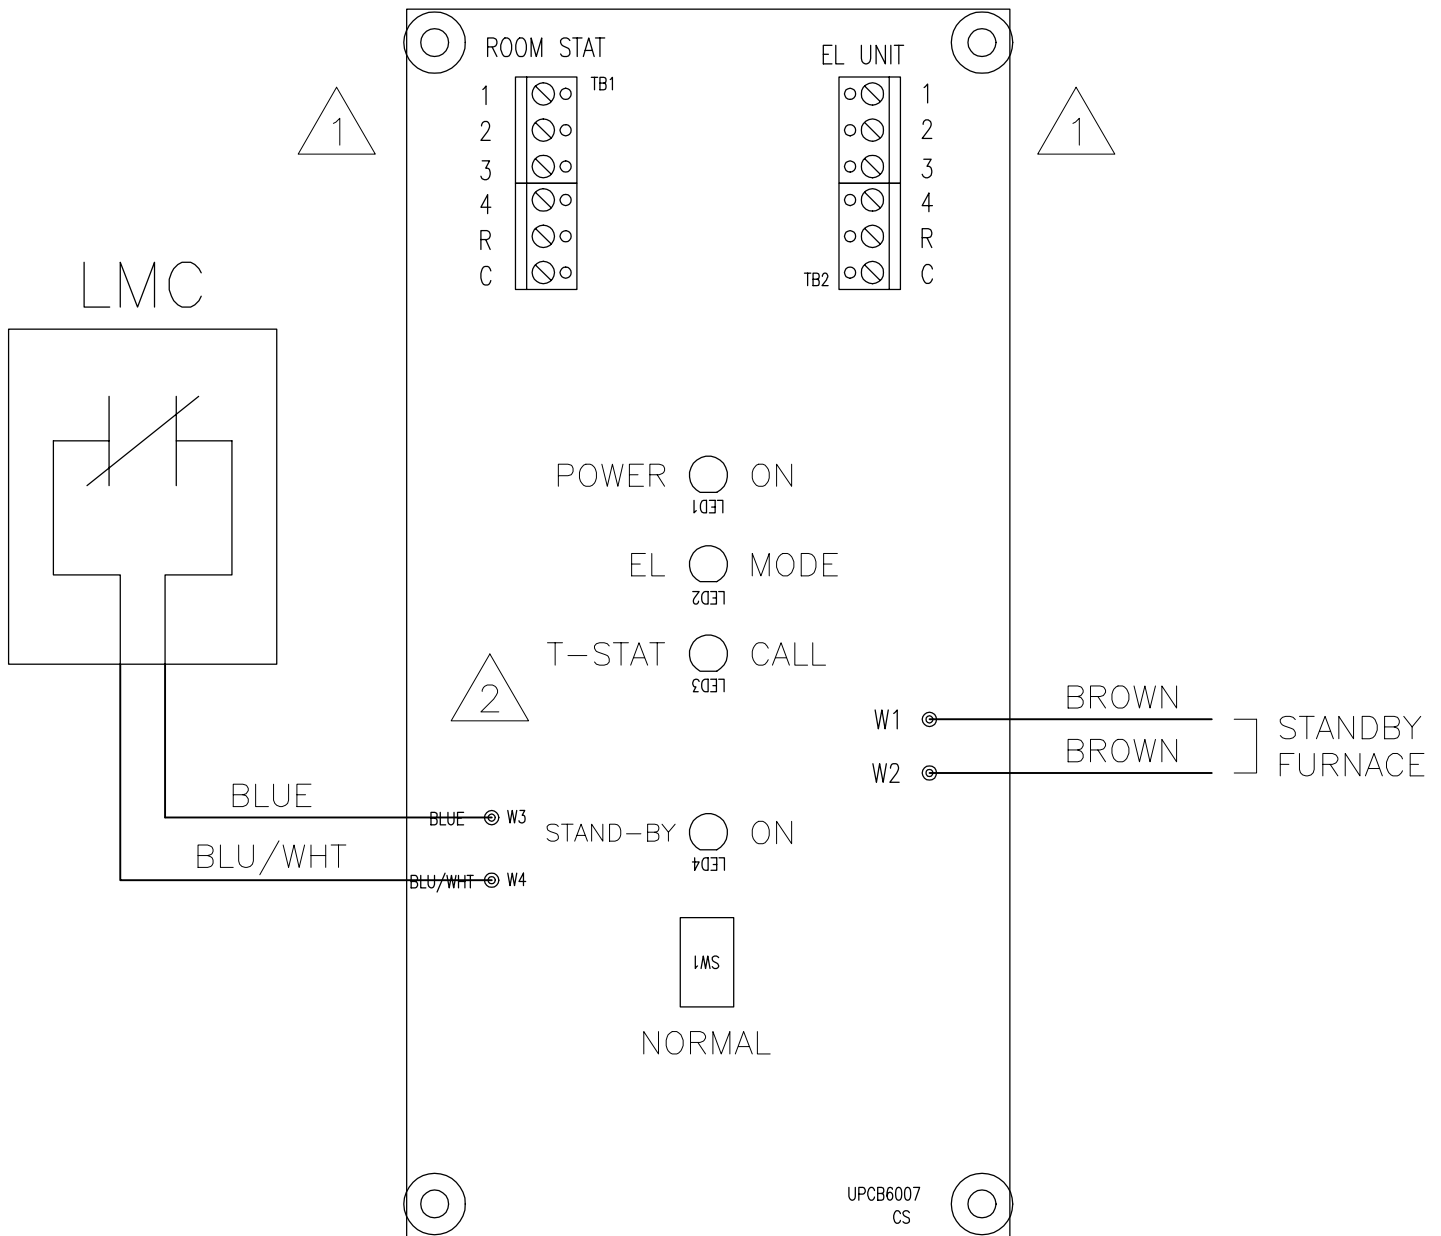 ROOM STAT
EL UNIT
TB1
1
2
3
4
R
C
1
2
3
4
R
C
TB2
1
1
LMC
POWER ON
LED1
EL MODE
LED2
T-STAT CALL
LED3
2
W1
BROWN
W2
BROWN
STANDBY
FURNACE
BLUE
BLUE
W3
BLU/WHT
BLU/WHT
W4
STAND-BY ON
LED4
SW1
NORMAL
UPCB6007
CS